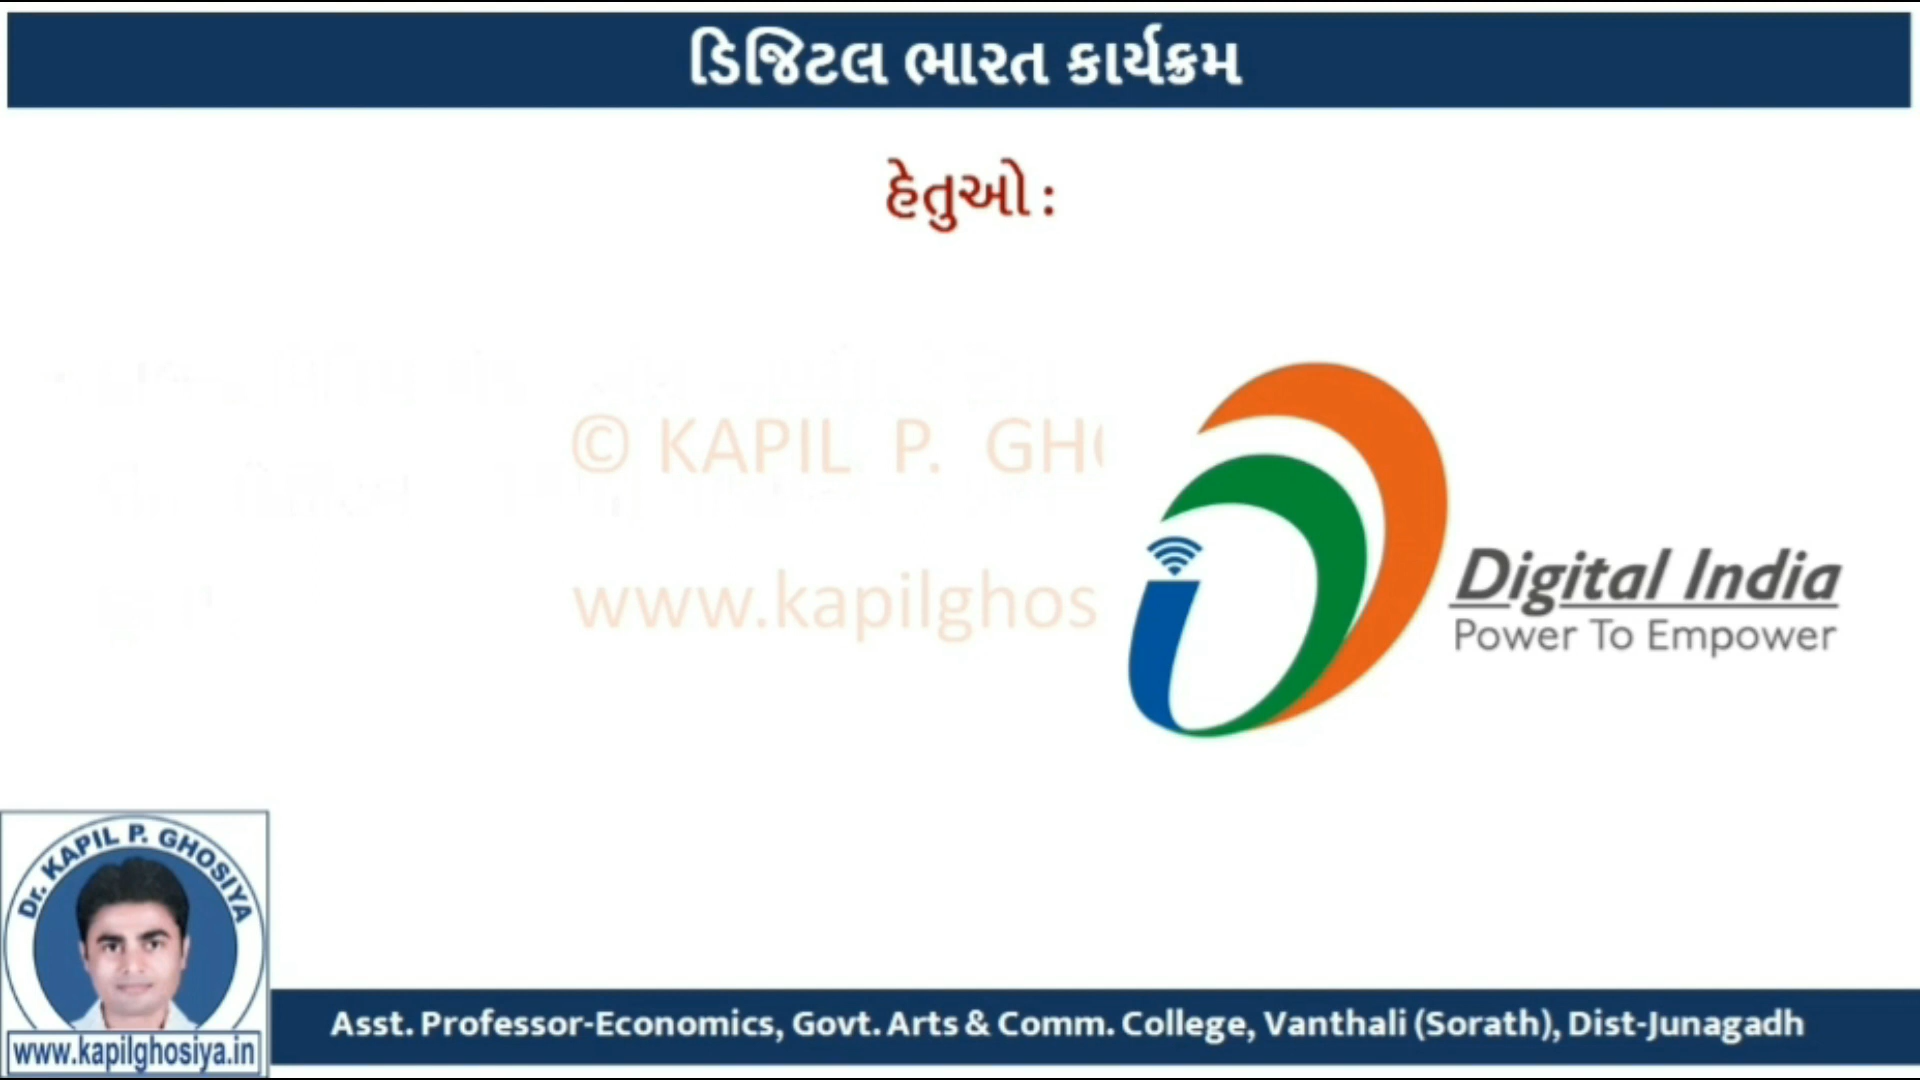 ડિજિટલ ભારત કાર્યક્રમ
હેતુઓ :
© KAPIL P. GH
www.kapilghos
Digital India
Power To Empower
Dr. KAPIL P. GHOSIYA
www.kapilghosiya.in
Asst. Professor-Economics, Govt. Arts & Comm. College, Vanthali (Sorath), Dist-Junagadh